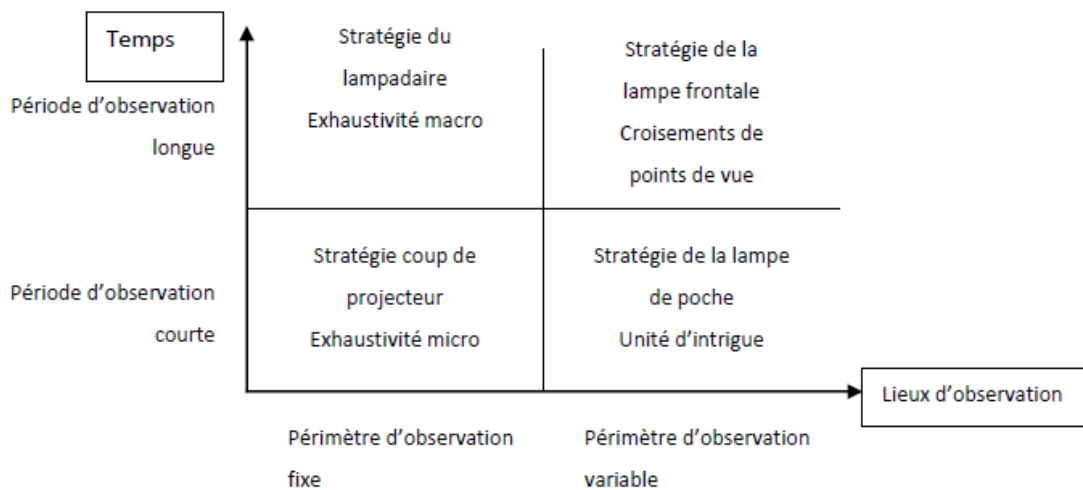 Temps
Période d’observation
longue
Stratégie du
lampadaire
Exhaustivité macro
Stratégie de la
lampe frontale
Croisements de
points de vue
Période d’observation
courte
Stratégie coup de
projecteur
Exhaustivité micro
Stratégie de la lampe
de poche
Unité d’intrigue
Lieux d’observation
Périmètre d’observation
fixe
Périmètre d’observation
variable